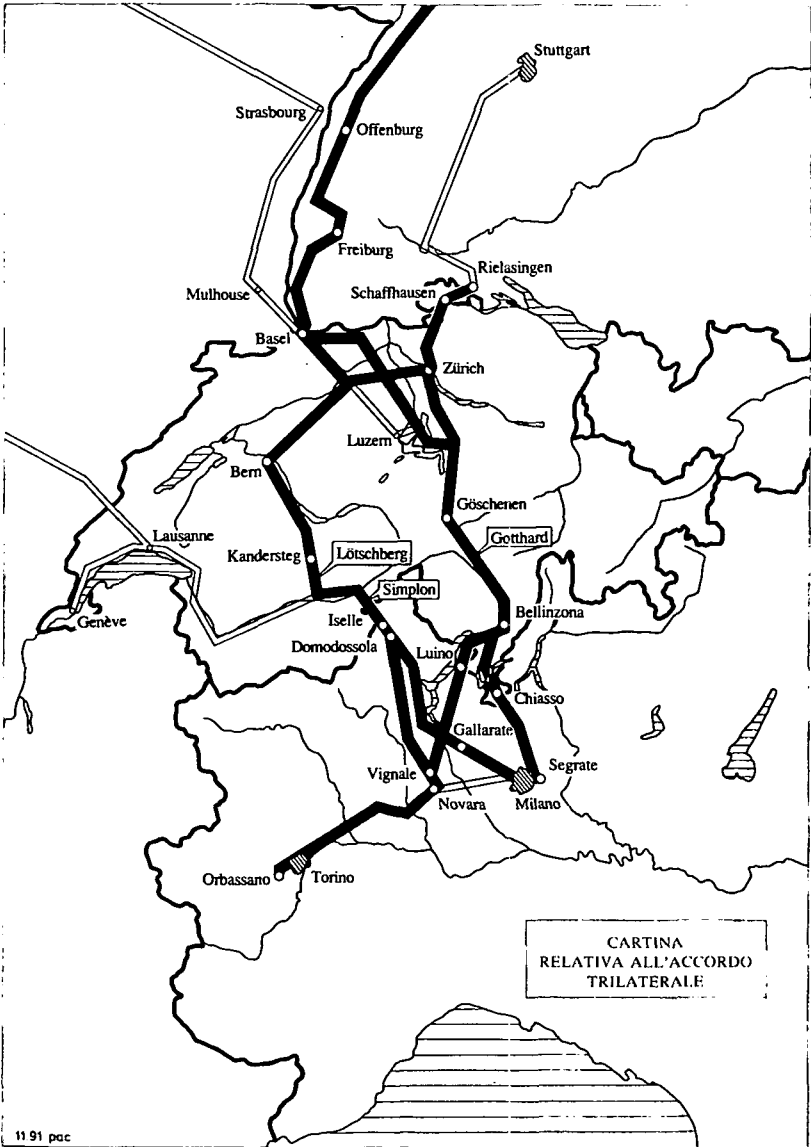 Stuttgart
Strasbourg
Offenburg
Freiburg
Rielasingen
Mulhouse
Schaffhausen
Basel
Zürich
Luzern
Bern
Göschenen
Lausanne
Gotthard
Kandersteg
Lötschberg
Simplon
Genève
Iselle
Bellinzona
Domodossola
Luino
Chiasso
Gallarate
Vignale
Segrate
Novara
Milano
Orbassano
Torino
CARTINA
RELATIVA ALL'ACCORDO
TRILATERALE
11 91 pac